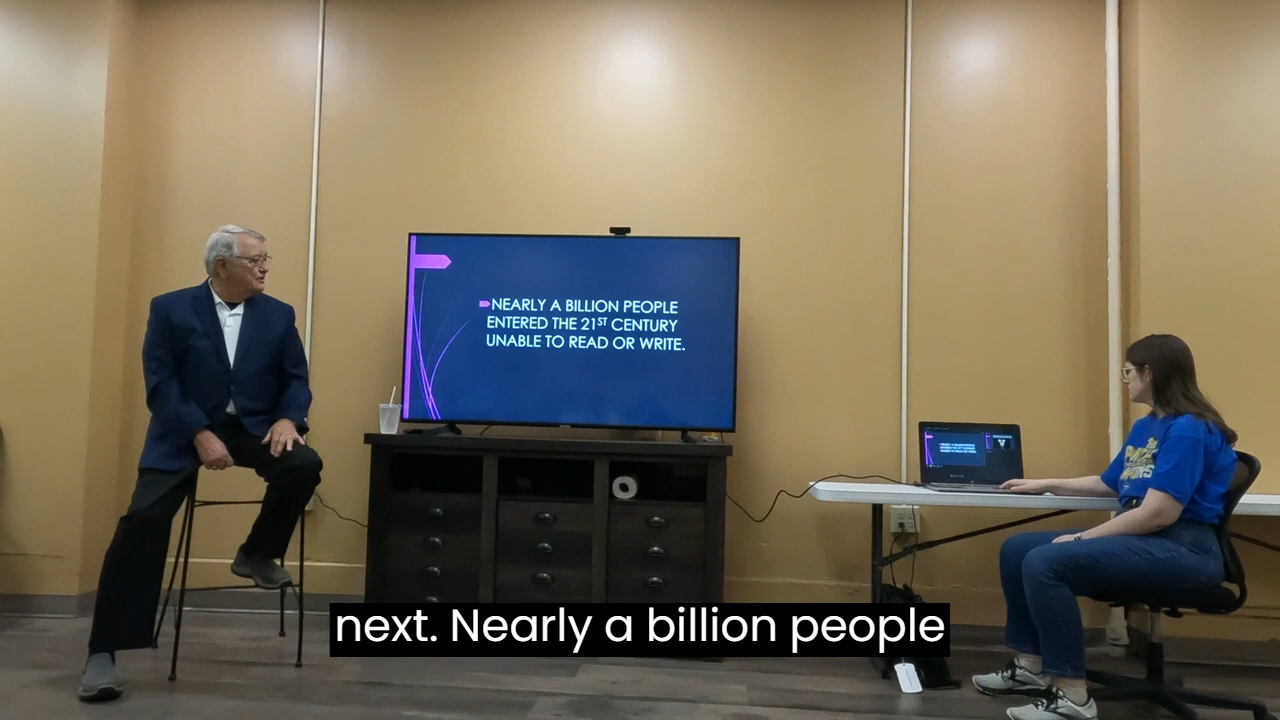 NEARLY A BILLION PEOPLE
ENTERED THE 21ST CENTURY
UNABLE TO READ OR WRITE.
next. Nearly a billion people